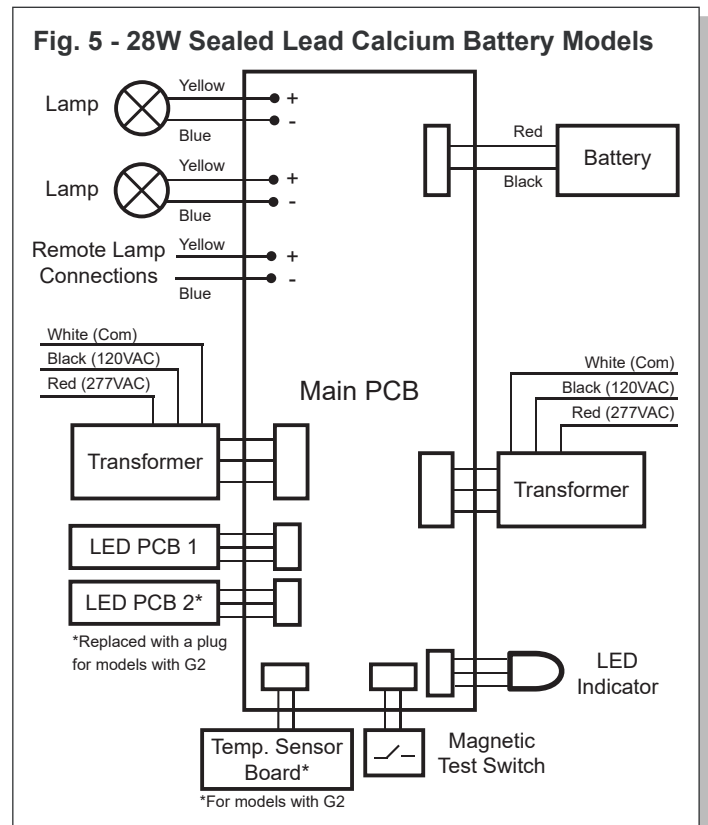 Fig. 5 - 28W Sealed Lead Calcium Battery Models
Lamp
Yellow
+
-
Blue
Lamp
Yellow
+
-
Blue
Remote Lamp
Connections
Yellow
+
-
Blue
Red
Black
Battery
White (Com)
Black (120VAC)
Red (277VAC)
Transformer
Main PCB
White (Com)
Black (120VAC)
Red (277VAC)
Transformer
LED PCB 1
LED PCB 2*
*Replaced with a plug
for models with G2
LED
Indicator
Temp. Sensor
Board*
*For models with G2
Magnetic
Test Switch